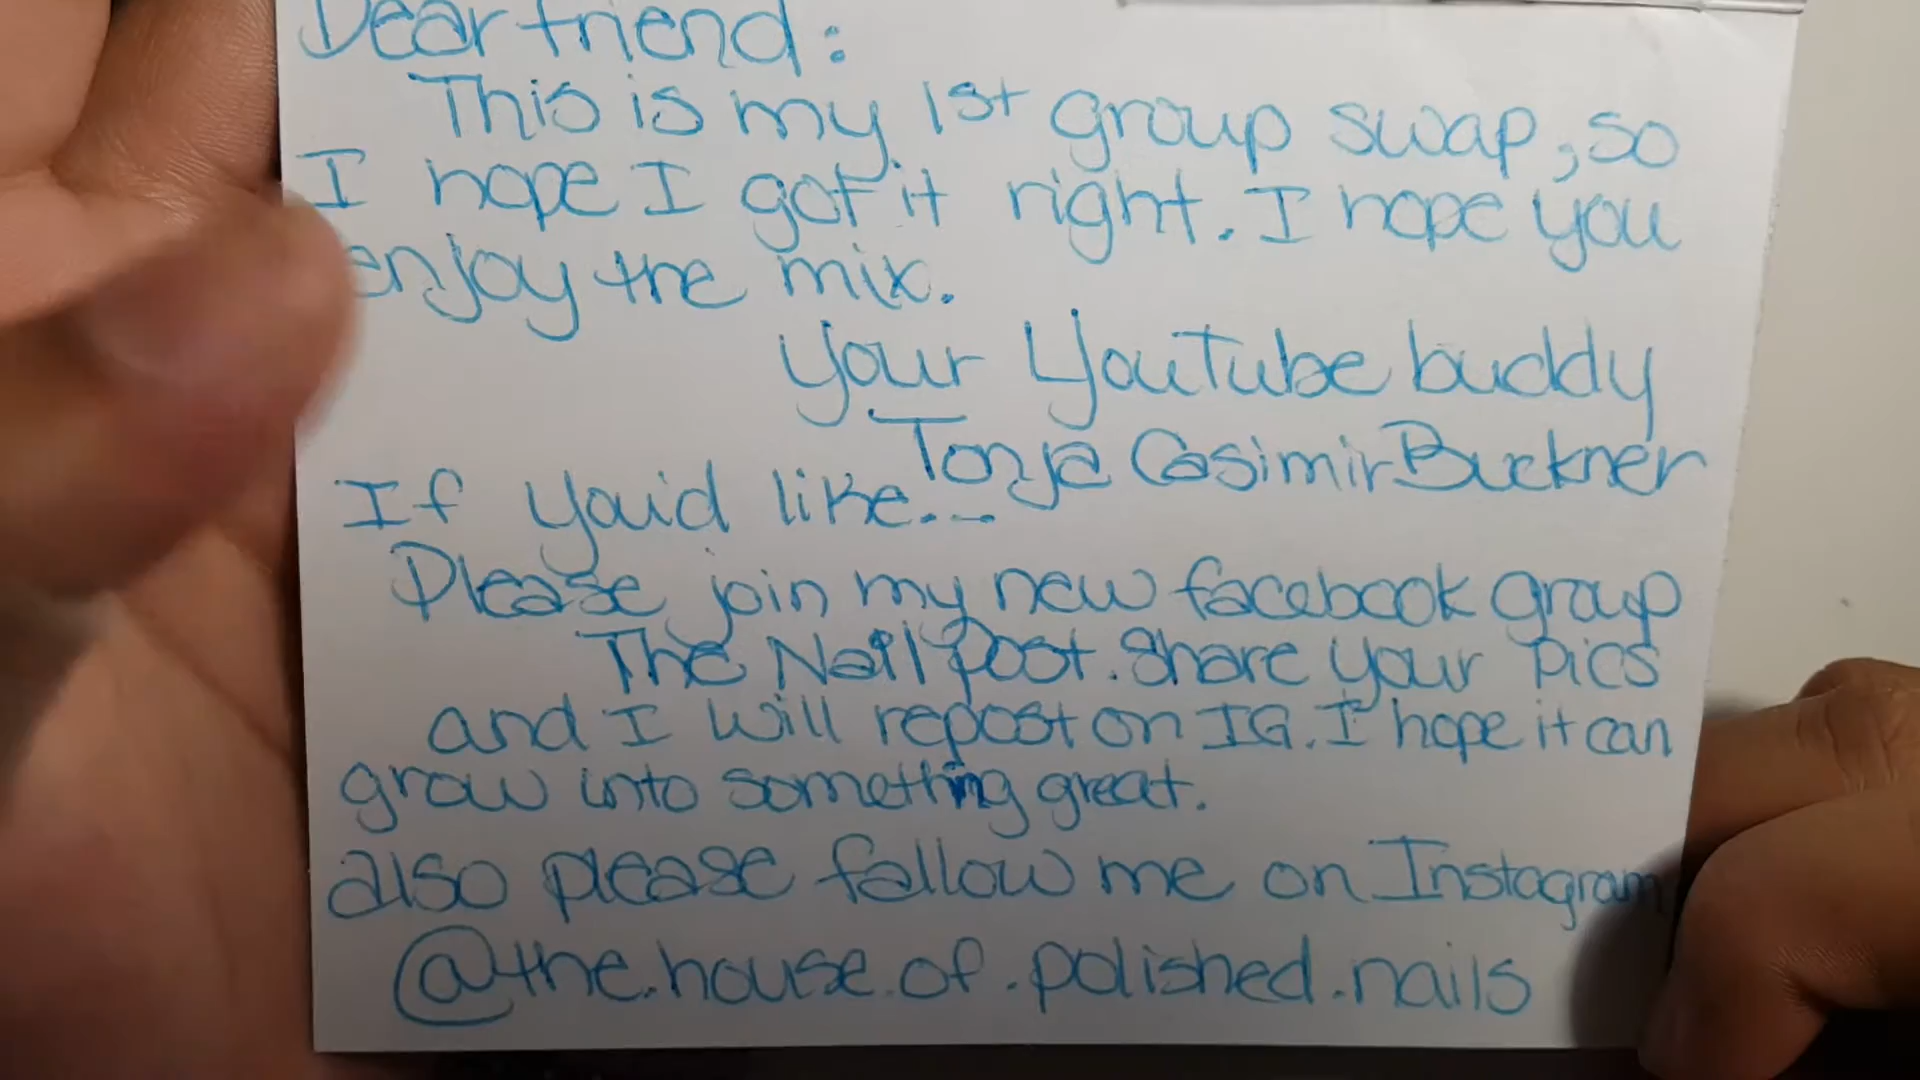 Dear friend:
This is my 1st group swap, so
I hope I got it right. I hope you
enjoy the mix.
Your YouTube buddy
Tonja Casimir Buckner
If you'd like...
Please join my new facebook group
The Nail Post. Share your pics
and I will repost on IG. I hope it can
grow into something great.
also please follow me on Instagram
@the.house.of.polished.nails